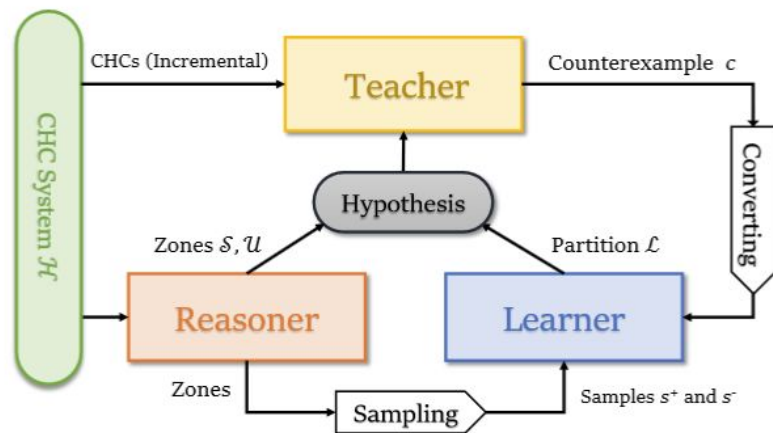 CHCs (Incremental)
Teacher
Counterexample c
CHC System ℋ
Converting
Hypothesis
Zones 𝒮, 𝒰
Partition ℒ
Reasoner
Learner
Zones
Sampling
Samples s⁺ and s⁻